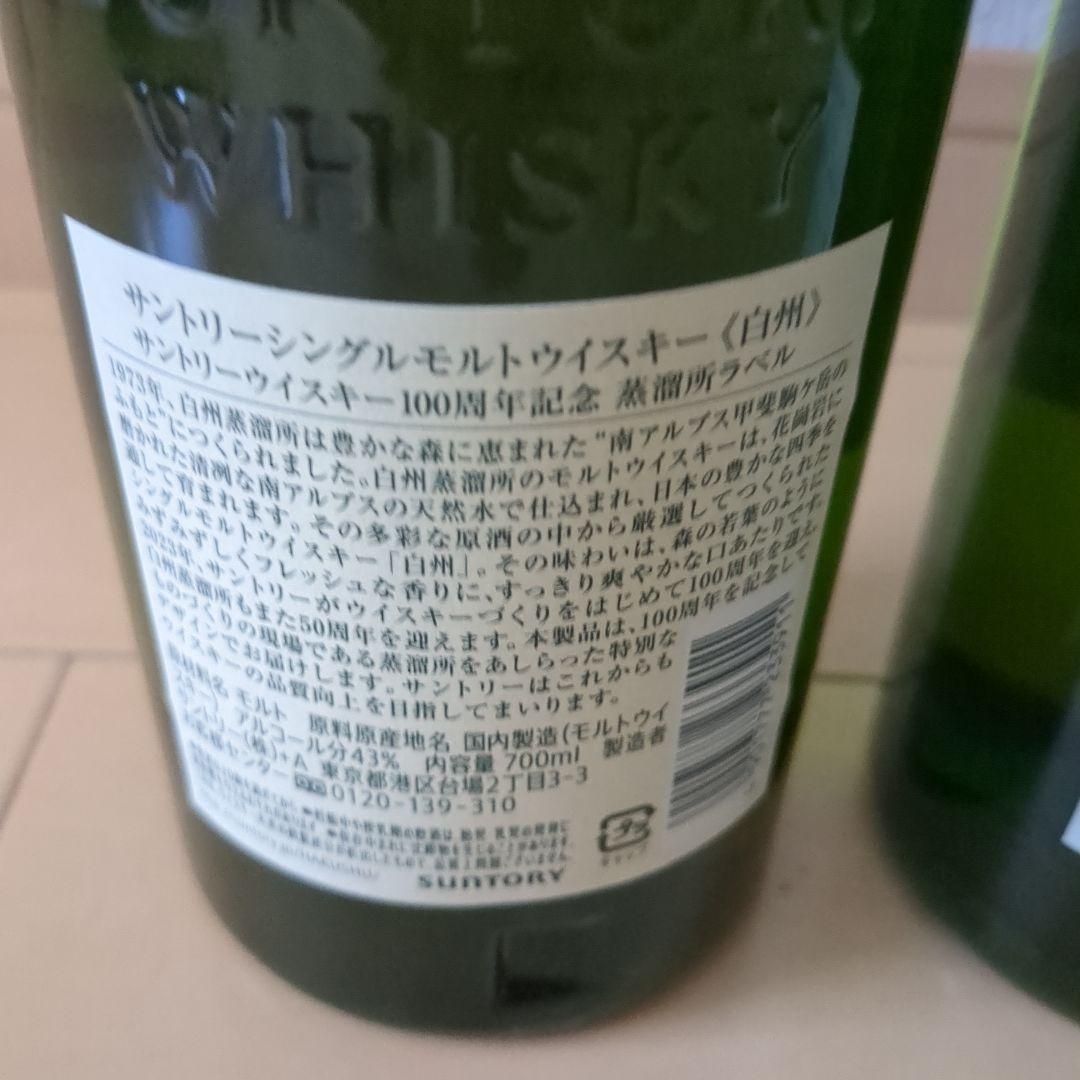 WHISKY
サントリーシングルモルトウイスキー《白州》
サントリーウイスキー100周年記念 蒸溜所ラベル
1973年、白州蒸溜所は豊かな森に恵まれた"南アルプス甲斐駒ケ岳の
ふもと"につくられました。白州蒸溜所のモルトウイスキーは、花崗岩に
磨かれた清冽な南アルプスの天然水で仕込まれ、日本の豊かな四季を
通して育まれます。その多彩な原酒の中から厳選してつくられた
シングルモルトウイスキー「白州」。その味わいは、森の若葉のように
みずみずしくフレッシュな香りに、すっきり爽やかな口あたりです。
2023年、サントリーがウイスキーづくりをはじめて100周年を迎え、
白州蒸溜所もまた50周年を迎えます。本製品は、100周年を記念して
ものづくりの現場である蒸溜所をあしらった特別な
デザインでお届けします。サントリーはこれからも
ウイスキーの品質向上を目指してまいります。
原材料名 モルト 原料原産地名 国内製造(モルトウイ
スキー) アルコール分43% 内容量 700ml 製造者
サントリー(株)+A 東京都港区台場2丁目3-3
お客様センター 0120-139-310
SUNTORY